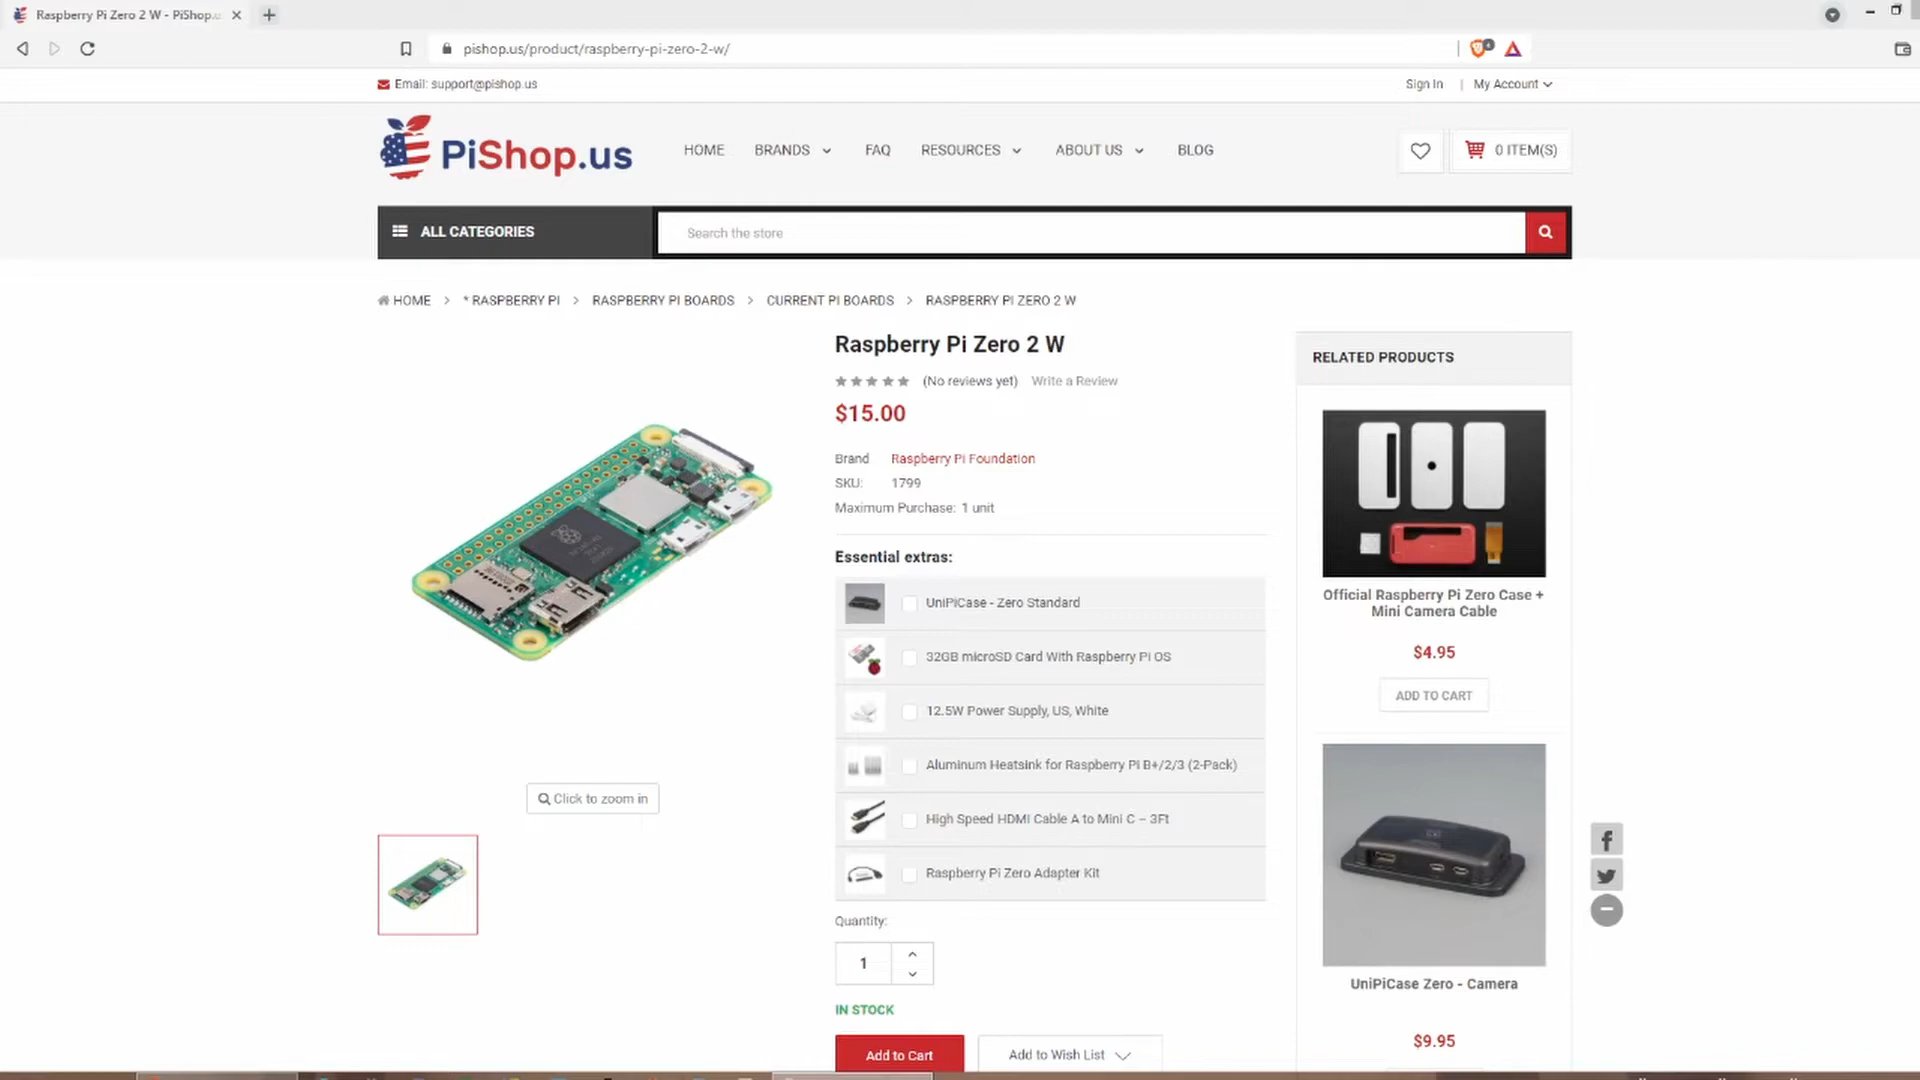 Raspberry Pi Zero 2 W - PiShop.u
pishop.us/product/raspberry-pi-zero-2-w/
Email: support@pishop.us
Sign In | My Account
PiShop.us
HOME BRANDS FAQ RESOURCES ABOUT US BLOG
0 ITEM(S)
ALL CATEGORIES
Search the store
HOME > * RASPBERRY PI > RASPBERRY PI BOARDS > CURRENT PI BOARDS > RASPBERRY PI ZERO 2 W
Raspberry Pi Zero 2 W
(No reviews yet) Write a Review
$15.00
Brand Raspberry Pi Foundation
SKU: 1799
Maximum Purchase: 1 unit
Essential extras:
UniPiCase - Zero Standard
32GB microSD Card With Raspberry Pi OS
12.5W Power Supply, US, White
Aluminum Heatsink for Raspberry Pi B+/2/3 (2-Pack)
High Speed HDMI Cable A to Mini C – 3Ft
Raspberry Pi Zero Adapter Kit
Quantity:
1
IN STOCK
Add to Cart
Add to Wish List
Click to zoom in
RELATED PRODUCTS
Official Raspberry Pi Zero Case +
Mini Camera Cable
$4.95
ADD TO CART
UniPiCase Zero - Camera
$9.95